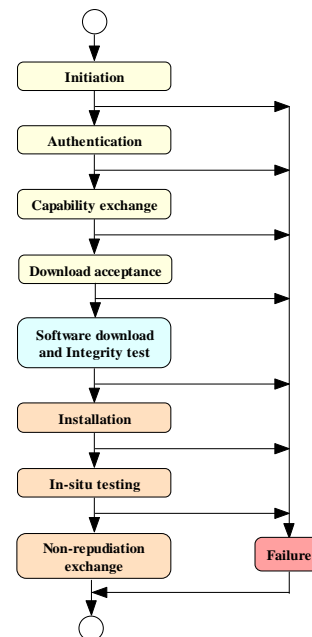 Initiation
Authentication
Capability exchange
Download acceptance
Software download
and Integrity test
Installation
In-situ testing
Non-repudiation
exchange
Failure